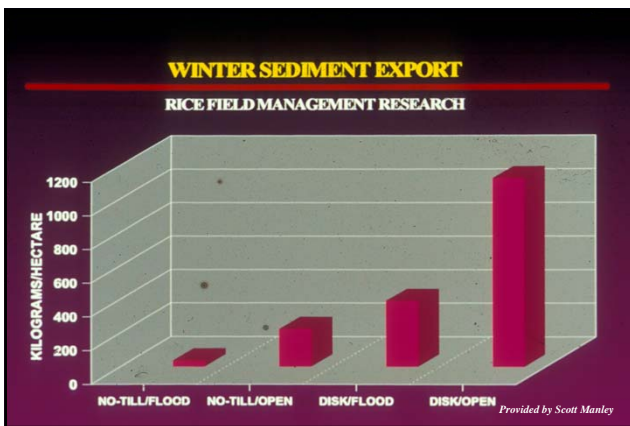 WINTER SEDIMENT EXPORT
RICE FIELD MANAGEMENT RESEARCH
KILOGRAMS/HECTARE
1200
1000
800
600
400
200
0
NO-TILL/FLOOD NO-TILL/OPEN DISK/FLOOD DISK/OPEN
Provided by Scott Manley